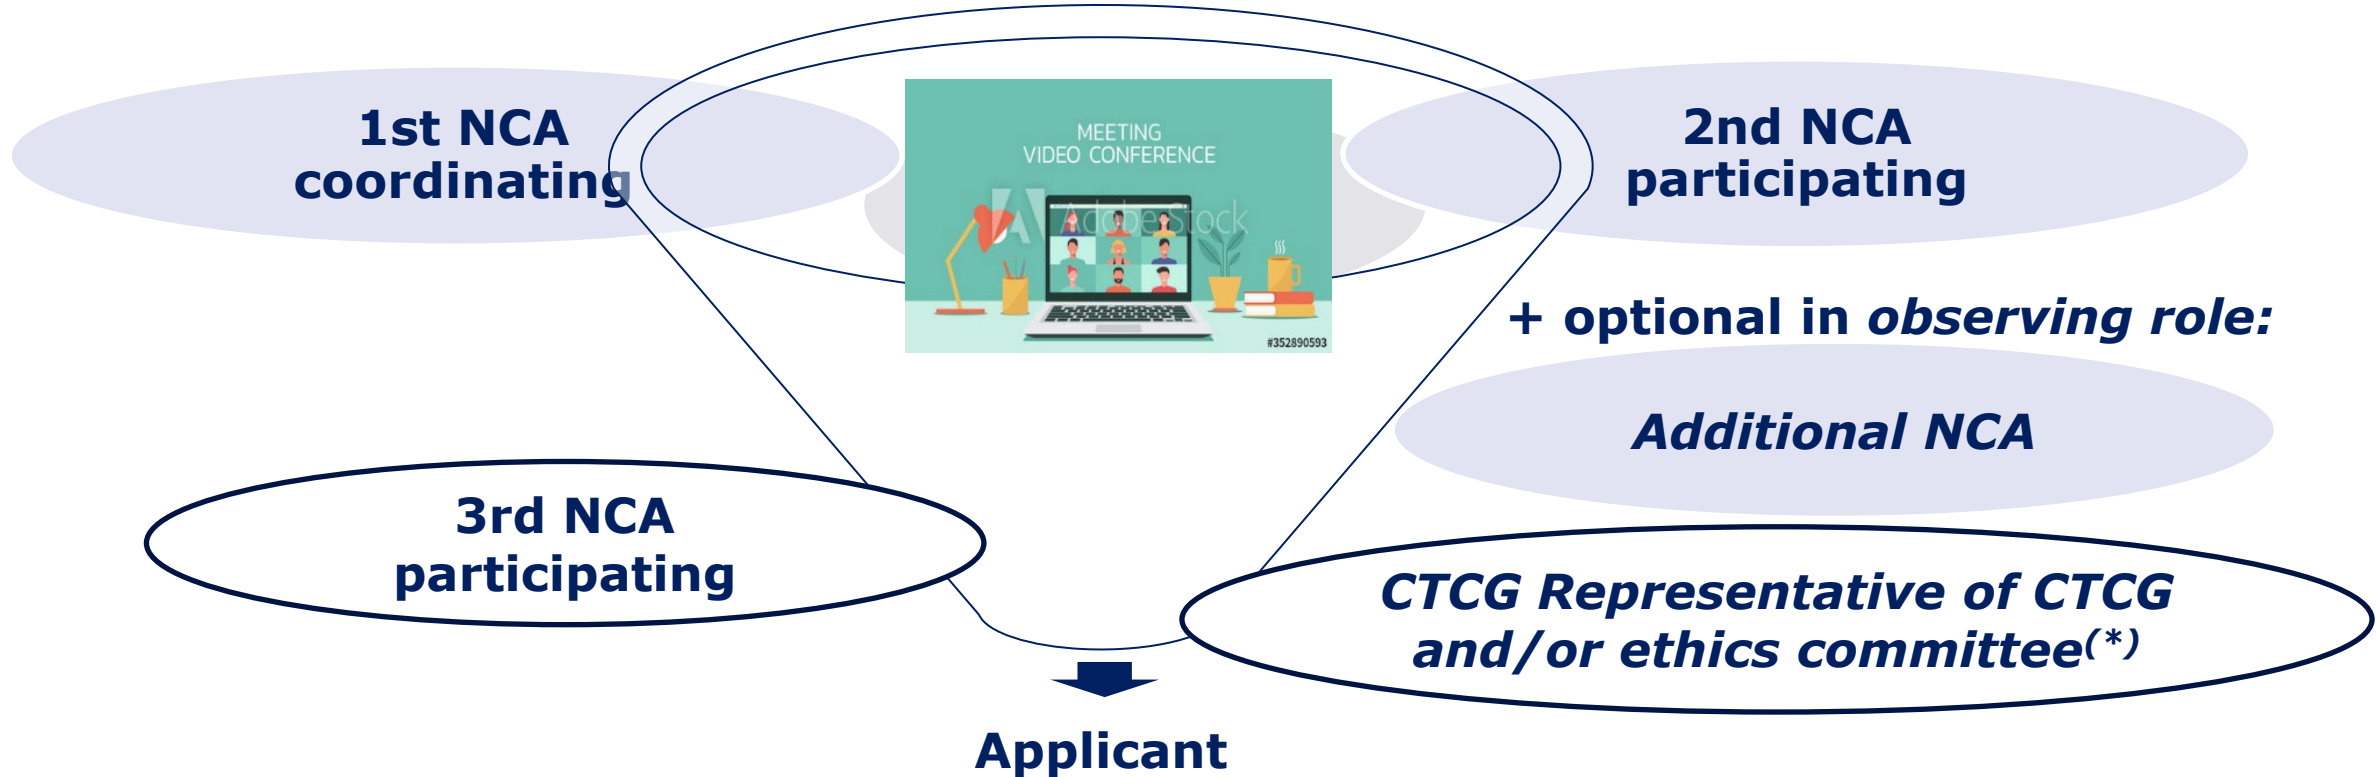 1st NCA
coordinating
MEETING
VIDEO CONFERENCE
Adobe Stock
#352890593
2nd NCA
participating
+ optional in observing role:
Additional NCA
3rd NCA
participating
CTCG Representative of CTCG
and/or ethics committee(*)
Applicant